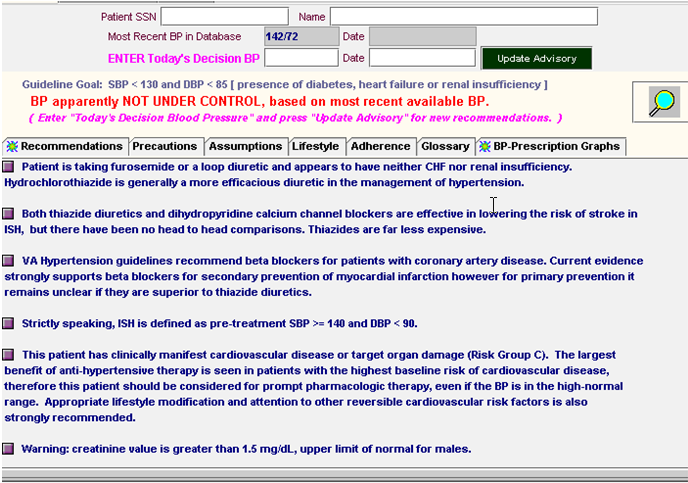 Patient SSN Name
Most Recent BP in Database 142/72 Date
ENTER Today's Decision BP Date Update Advisory
Guideline Goal: SBP < 130 and DBP < 85 [ presence of diabetes, heart failure or renal insufficiency ]
BP apparently NOT UNDER CONTROL, based on most recent available BP.
( Enter "Today's Decision Blood Pressure" and press "Update Advisory" for new recommendations. )
Recommendations Precautions Assumptions Lifestyle Adherence Glossary BP-Prescription Graphs
Patient is taking furosemide or a loop diuretic and appears to have neither CHF nor renal insufficiency.
Hydrochlorothiazide is generally a more efficacious diuretic in the management of hypertension.
Both thiazide diuretics and dihydropyridine calcium channel blockers are effective in lowering the risk of stroke in
ISH, but there have been no head to head comparisons. Thiazides are far less expensive.
VA Hypertension guidelines recommend beta blockers for patients with coronary artery disease. Current evidence
strongly supports beta blockers for secondary prevention of myocardial infarction however for primary prevention it
remains unclear if they are superior to thiazide diuretics.
Strictly speaking, ISH is defined as pre-treatment SBP >= 140 and DBP < 90.
This patient has clinically manifest cardiovascular disease or target organ damage (Risk Group C). The largest
benefit of anti-hypertensive therapy is seen in patients with the highest baseline risk of cardiovascular disease,
therefore this patient should be considered for prompt pharmacologic therapy, even if the BP is in the high-normal
range. Appropriate lifestyle modification and attention to other reversible cardiovascular risk factors is also
strongly recommended.
Warning: creatinine value is greater than 1.5 mg/dL, upper limit of normal for males.